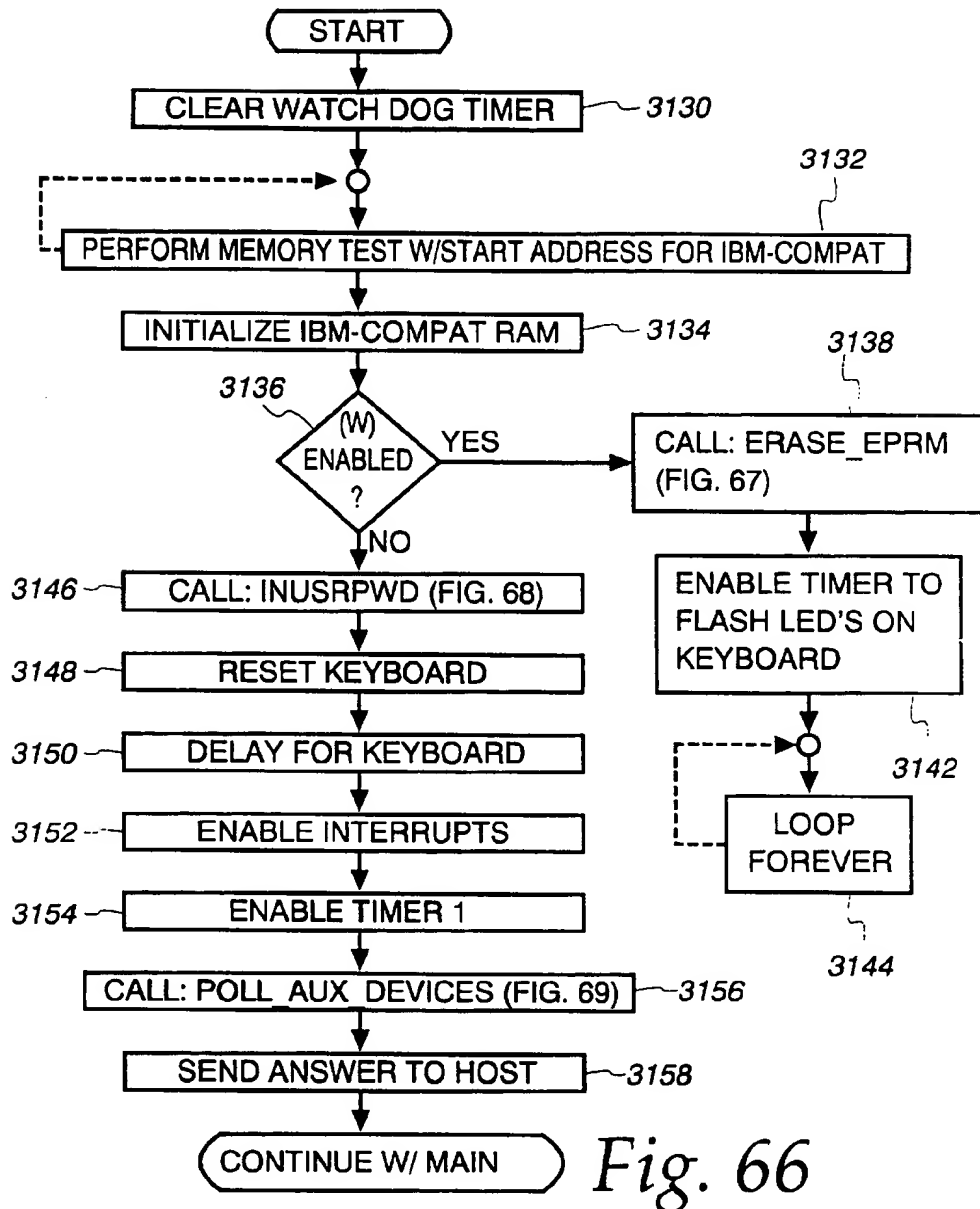 START
CLEAR WATCH DOG TIMER
3130
3132
PERFORM MEMORY TEST W/START ADDRESS FOR IBM-COMPAT
INITIALIZE IBM-COMPAT RAM
3134
3136
(W)
ENABLED
?
YES
NO
3138
CALL: ERASE_EPRM
(FIG. 67)
ENABLE TIMER TO
FLASH LED'S ON
KEYBOARD
3142
LOOP
FOREVER
3144
3146
CALL: INUSRPWD (FIG. 68)
3148
RESET KEYBOARD
3150
DELAY FOR KEYBOARD
3152
ENABLE INTERRUPTS
3154
ENABLE TIMER 1
CALL: POLL_AUX_DEVICES (FIG. 69)
3156
SEND ANSWER TO HOST
3158
CONTINUE W/ MAIN
Fig. 66